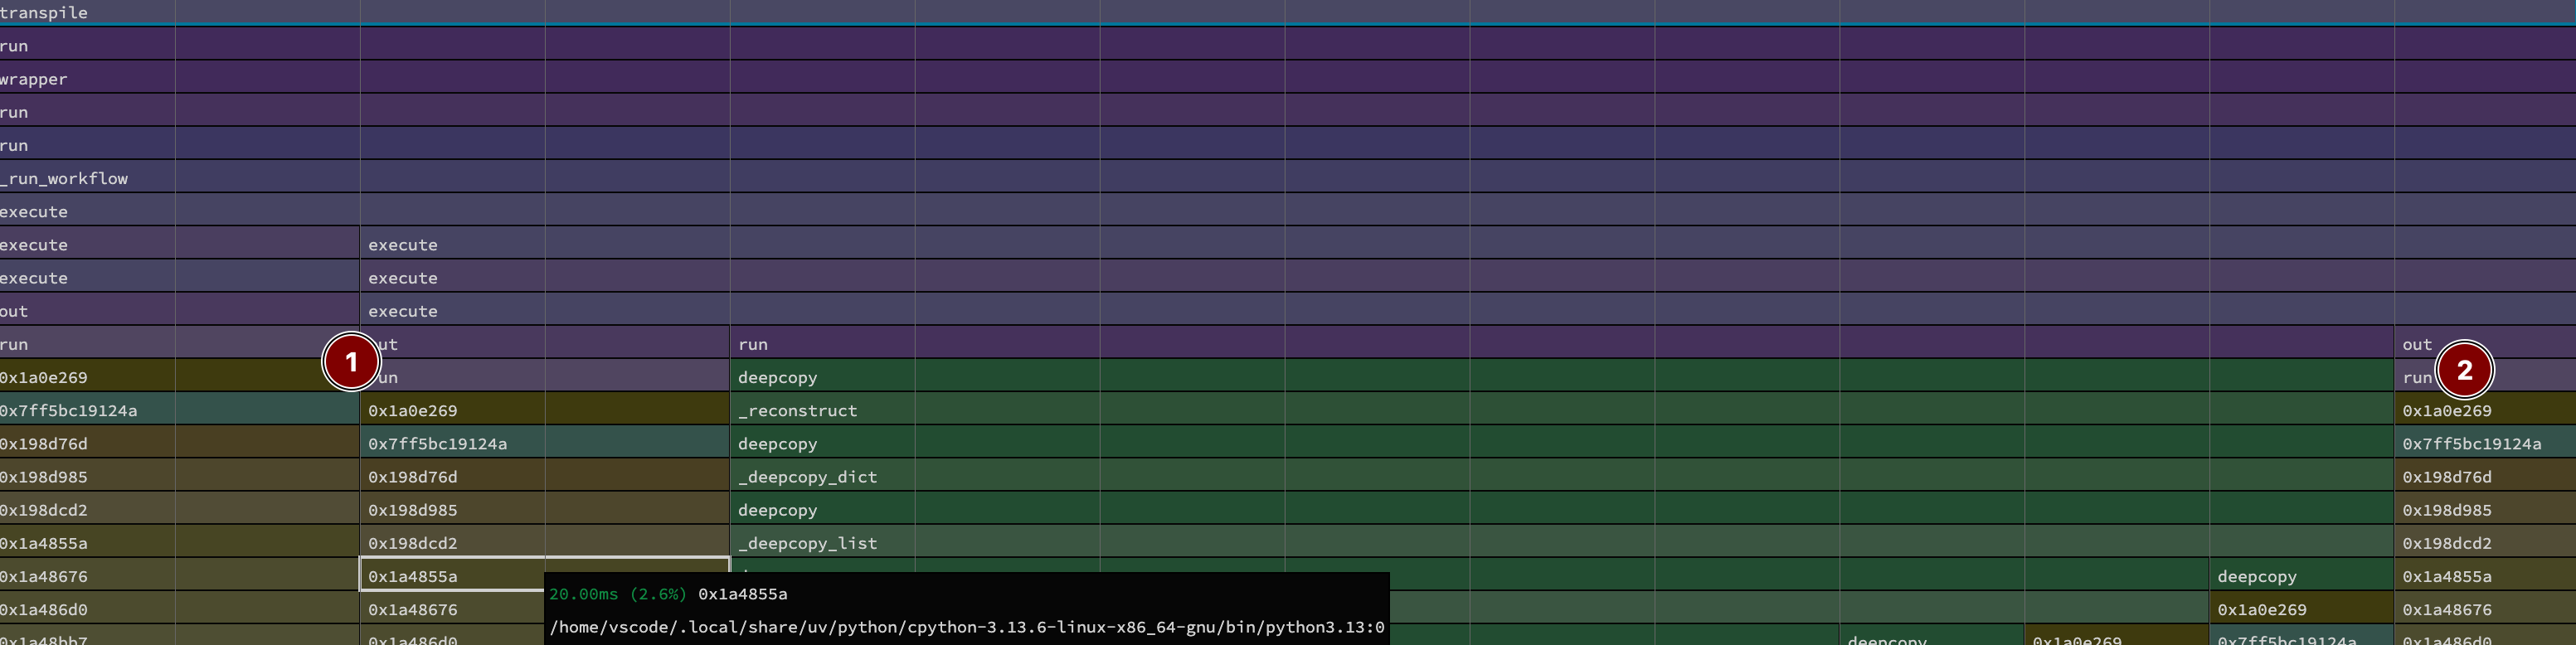 transpile
run
wrapper
run
run
_run_workflow
execute
execute execute
execute execute
out execute
run ut run out
0x1a0e269 un deepcopy run
0x7ff5bc19124a 0x1a0e269 _reconstruct 0x1a0e269
0x198d76d 0x7ff5bc19124a deepcopy 0x7ff5bc19124a
0x198d985 0x198d76d _deepcopy_dict 0x198d76d
0x198dcd2 0x198d985 deepcopy 0x198d985
0x1a4855a 0x198dcd2 _deepcopy_list 0x198dcd2
0x1a48676 0x1a4855a deepcopy 0x1a4855a
0x1a486d0 0x1a48676 0x1a0e269 0x1a48676
0x1a48bb7 0x1a486d0 deepcopy 0x1a0e269 0x7ff5bc19124a 0x1a486d0
1
2
20.00ms (2.6%) 0x1a4855a
/home/vscode/.local/share/uv/python/cpython-3.13.6-linux-x86_64-gnu/bin/python3.13:0